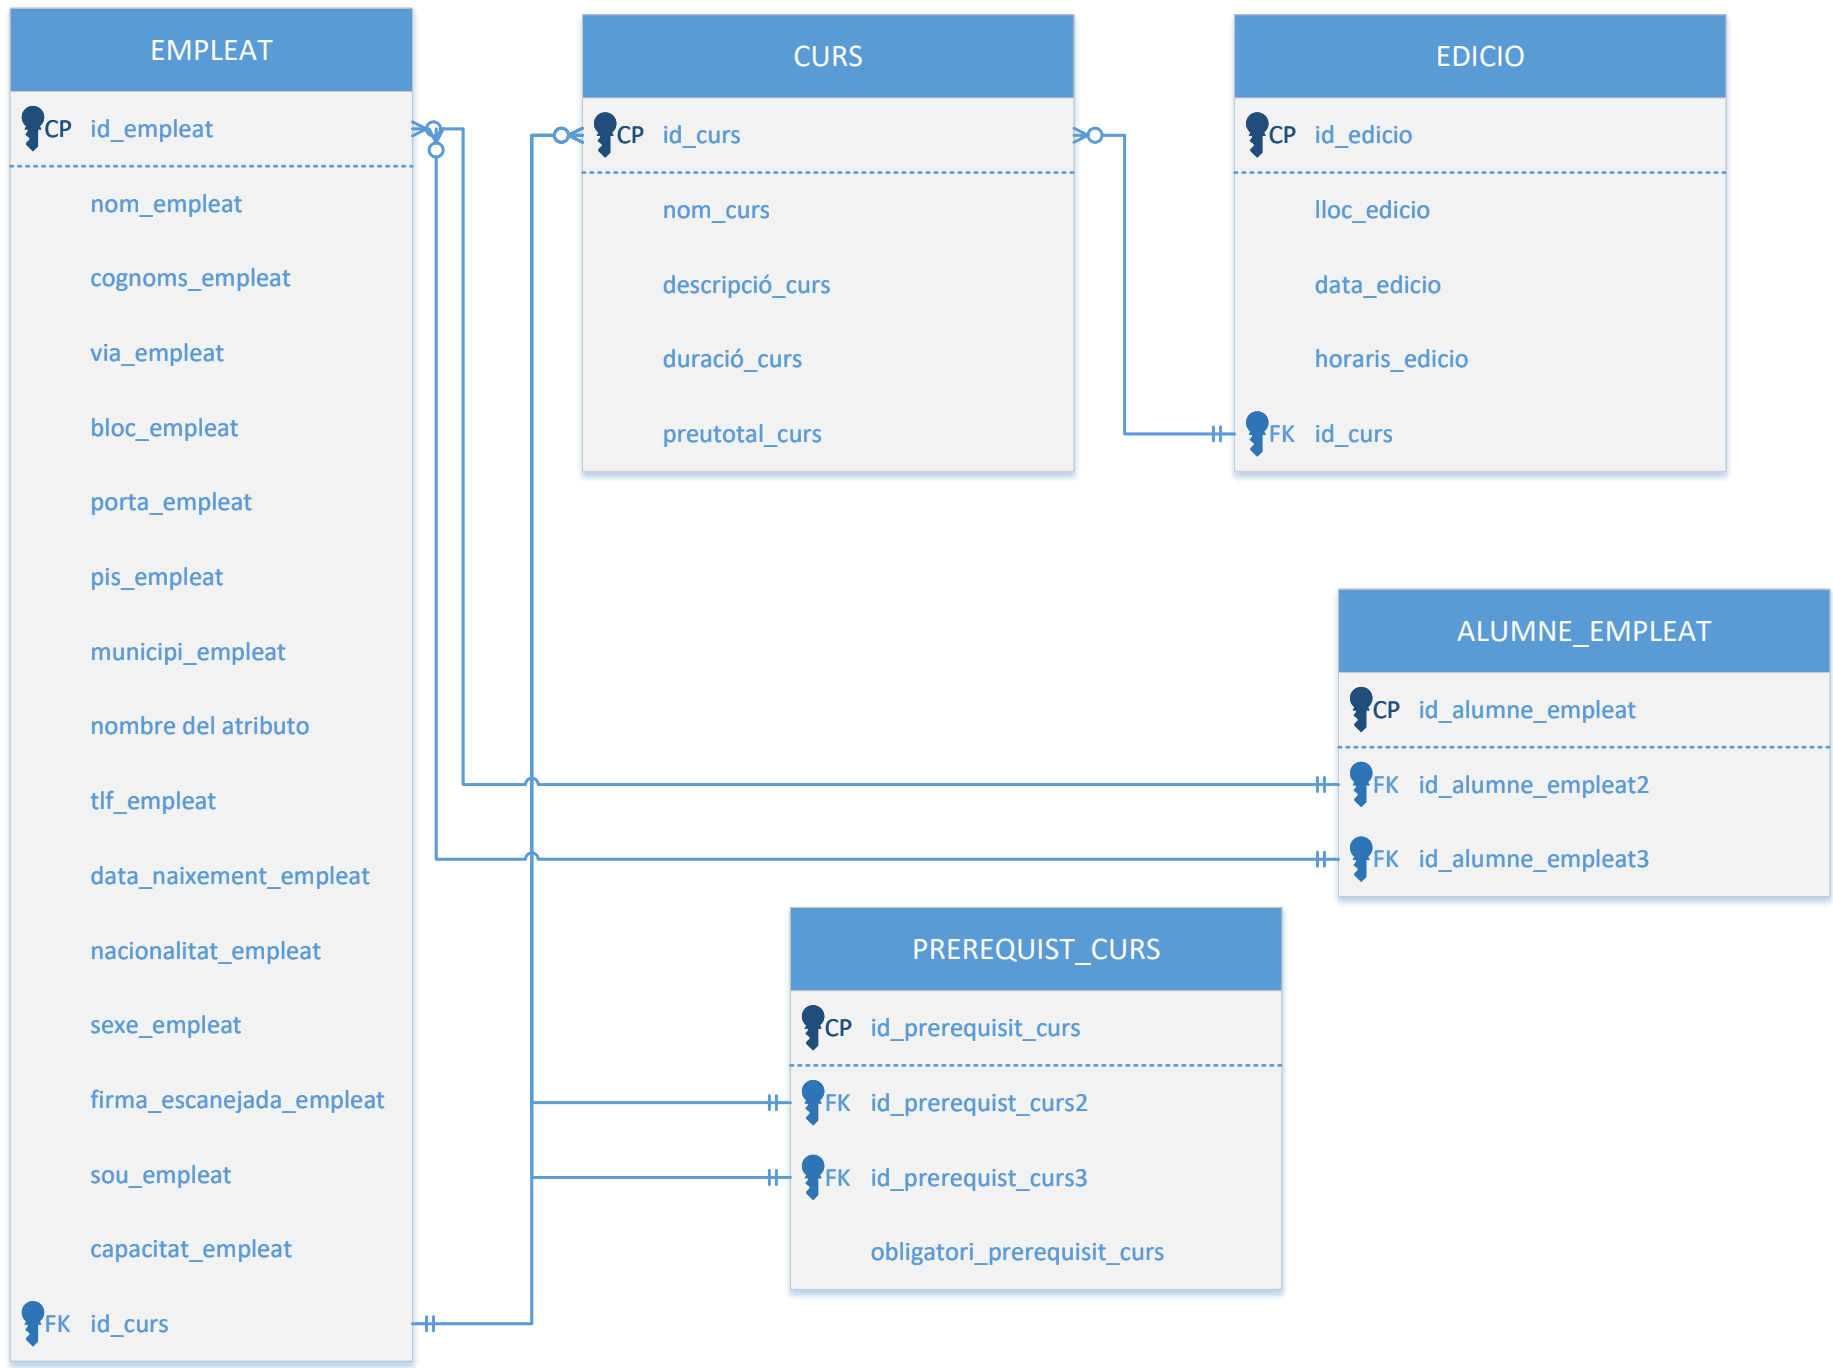 EMPLEAT
CP id_empleat
nom_empleat
cognoms_empleat
via_empleat
bloc_empleat
porta_empleat
pis_empleat
municipi_empleat
nombre del atributo
tlf_empleat
data_naixement_empleat
nacionalitat_empleat
sexe_empleat
firma_escanejada_empleat
sou_empleat
capacitat_empleat
FK id_curs
CURS
CP id_curs
nom_curs
descripció_curs
duració_curs
preutotal_curs
EDICIO
CP id_edicio
lloc_edicio
data_edicio
horaris_edicio
FK id_curs
ALUMNE_EMPLEAT
CP id_alumne_empleat
FK id_alumne_empleat2
FK id_alumne_empleat3
PREREQUIST_CURS
CP id_prerequisit_curs
FK id_prerequist_curs2
FK id_prerequist_curs3
obligatori_prerequisit_curs